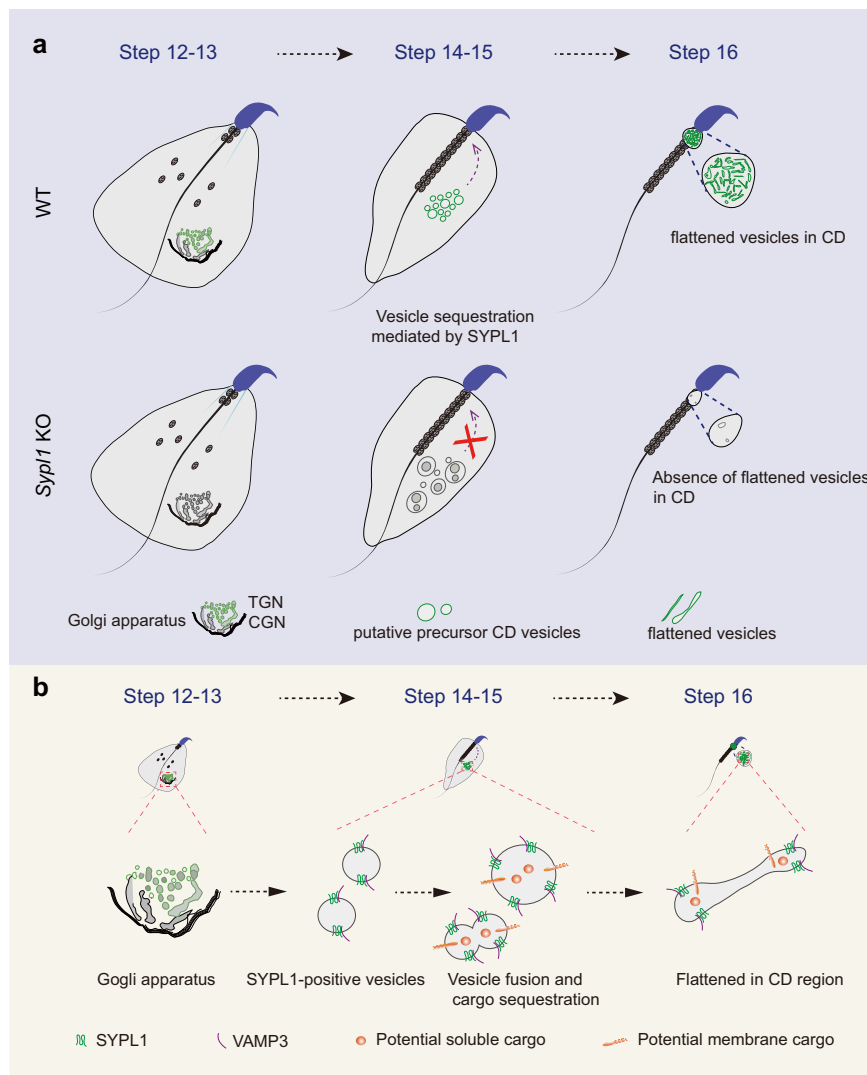 a
Step 12-13
Step 14-15
Step 16
WT
flattened vesicles in CD
Vesicle sequestration
mediated by SYPL1
Sypl1 KO
Absence of flattened vesicles
in CD
Golgi apparatus
TGN
CGN
putative precursor CD vesicles
flattened vesicles
b
Step 12-13
Step 14-15
Step 16
Gogli apparatus
SYPL1-positive vesicles
Vesicle fusion and
cargo sequestration
Flattened in CD region
SYPL1
VAMP3
Potential soluble cargo
Potential membrane cargo